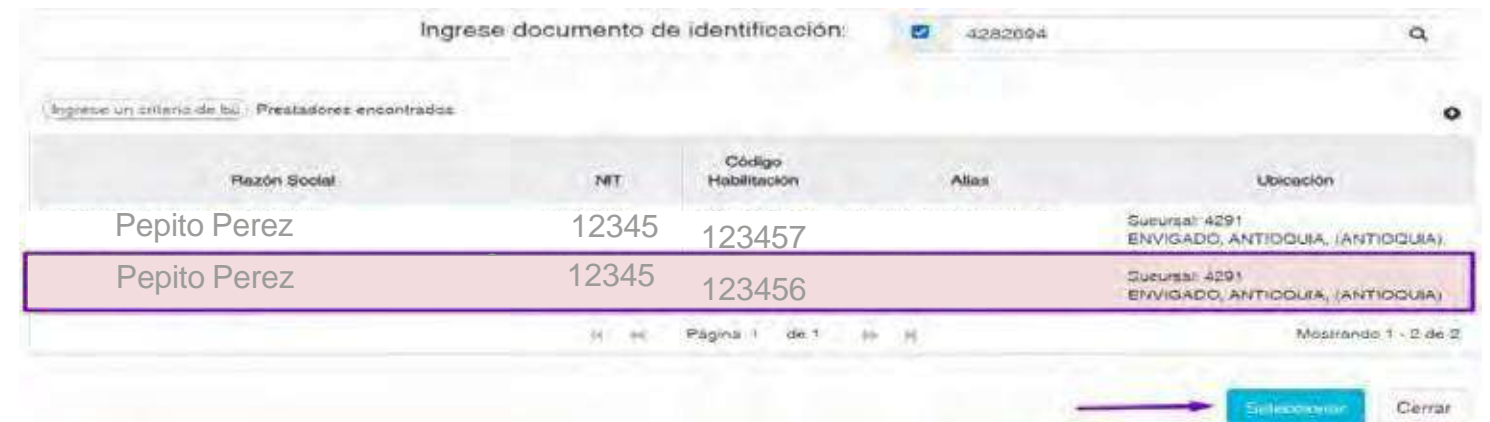 Ingrese documento de identificación: 4282694
Ingrese un criterio de bú Prestadores encontrados
Razón Social NIT Código Habilitación Alias Ubicación
Pepito Perez 12345 123457 Sucursal: 4291
ENVIGADO, ANTIOQUIA, (ANTIOQUIA)
Pepito Perez 12345 123456 Sucursal: 4291
ENVIGADO, ANTIOQUIA, (ANTIOQUIA)
Página 1 de 1 Mostrando 1 - 2 de 2
Seleccionar Cerrar